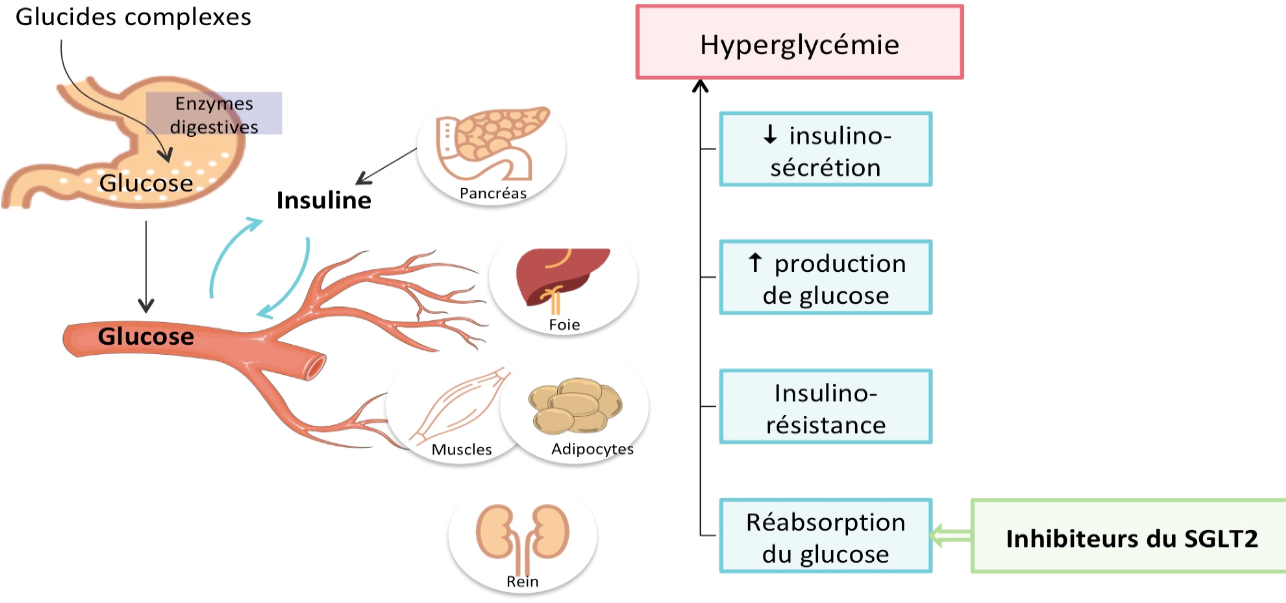 Glucides complexes
Enzymes
digestives
Glucose
Insuline
Pancréas
Glucose
Foie
Muscles
Adipocytes
Rein
Hyperglycémie
↓ insulino-
sécrétion
↑ production
de glucose
Insulino-
résistance
Réabsorption
du glucose
Inhibiteurs du SGLT2